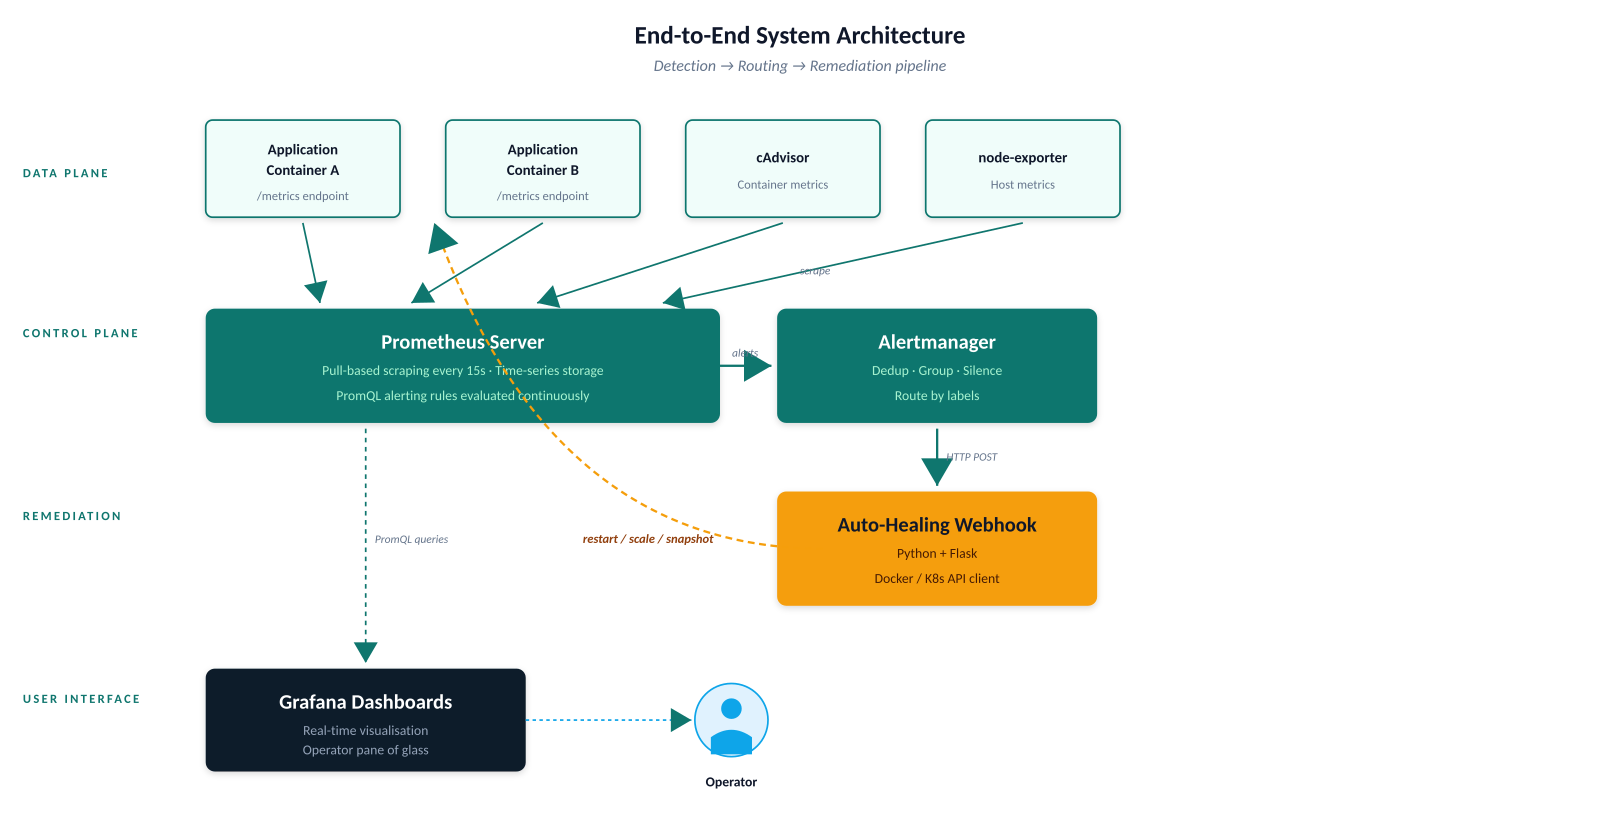 End-to-End System Architecture
Detection → Routing → Remediation pipeline
DATA PLANE
Application
Container A
/metrics endpoint
Application
Container B
/metrics endpoint
cAdvisor
Container metrics
node-exporter
Host metrics
scrape
CONTROL PLANE
Prometheus Server
Pull-based scraping every 15s · Time-series storage
PromQL alerting rules evaluated continuously
alerts
Alertmanager
Dedup · Group · Silence
Route by labels
HTTP POST
REMEDIATION
PromQL queries
restart / scale / snapshot
Auto-Healing Webhook
Python + Flask
Docker / K8s API client
USER INTERFACE
Grafana Dashboards
Real-time visualisation
Operator pane of glass
Operator